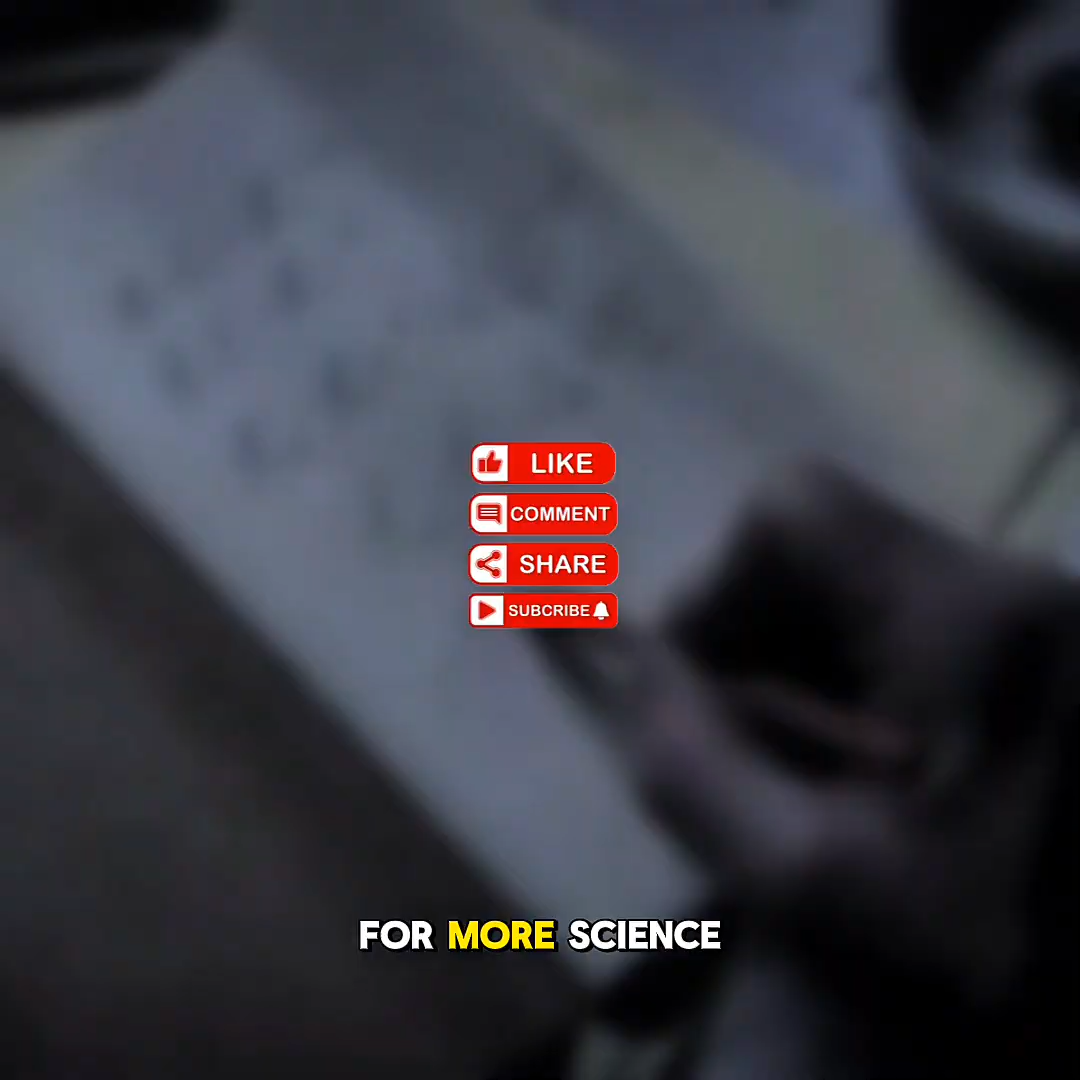 LIKE
COMMENT
SHARE
SUBCRIBE
FOR MORE SCIENCE